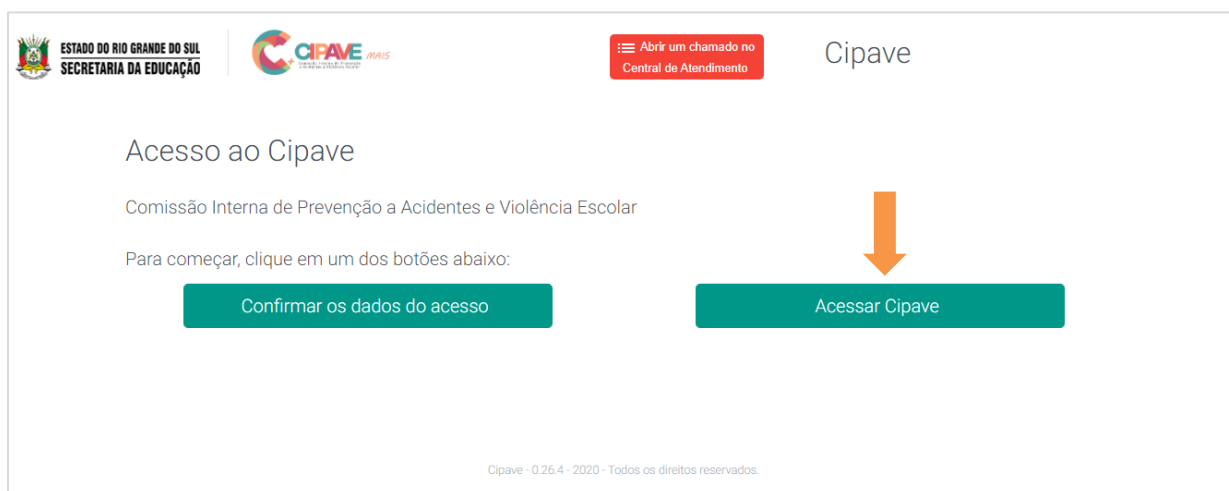 ESTADO DO RIO GRANDE DO SUL
SECRETARIA DA EDUCAÇÃO
CIPAVE MAIS
Abrir um chamado no
Central de Atendimento
Cipave
Acesso ao Cipave
Comissão Interna de Prevenção a Acidentes e Violência Escolar
Para começar, clique em um dos botões abaixo:
Confirmar os dados do acesso
Acessar Cipave
Cipave - 0.26.4 - 2020 - Todos os direitos reservados.